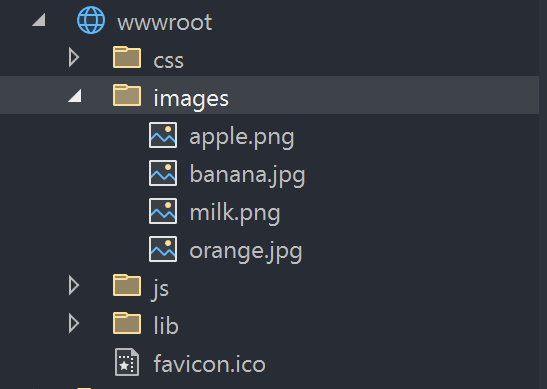 wwwroot
css
images
apple.png
banana.jpg
milk.png
orange.jpg
js
lib
favicon.ico